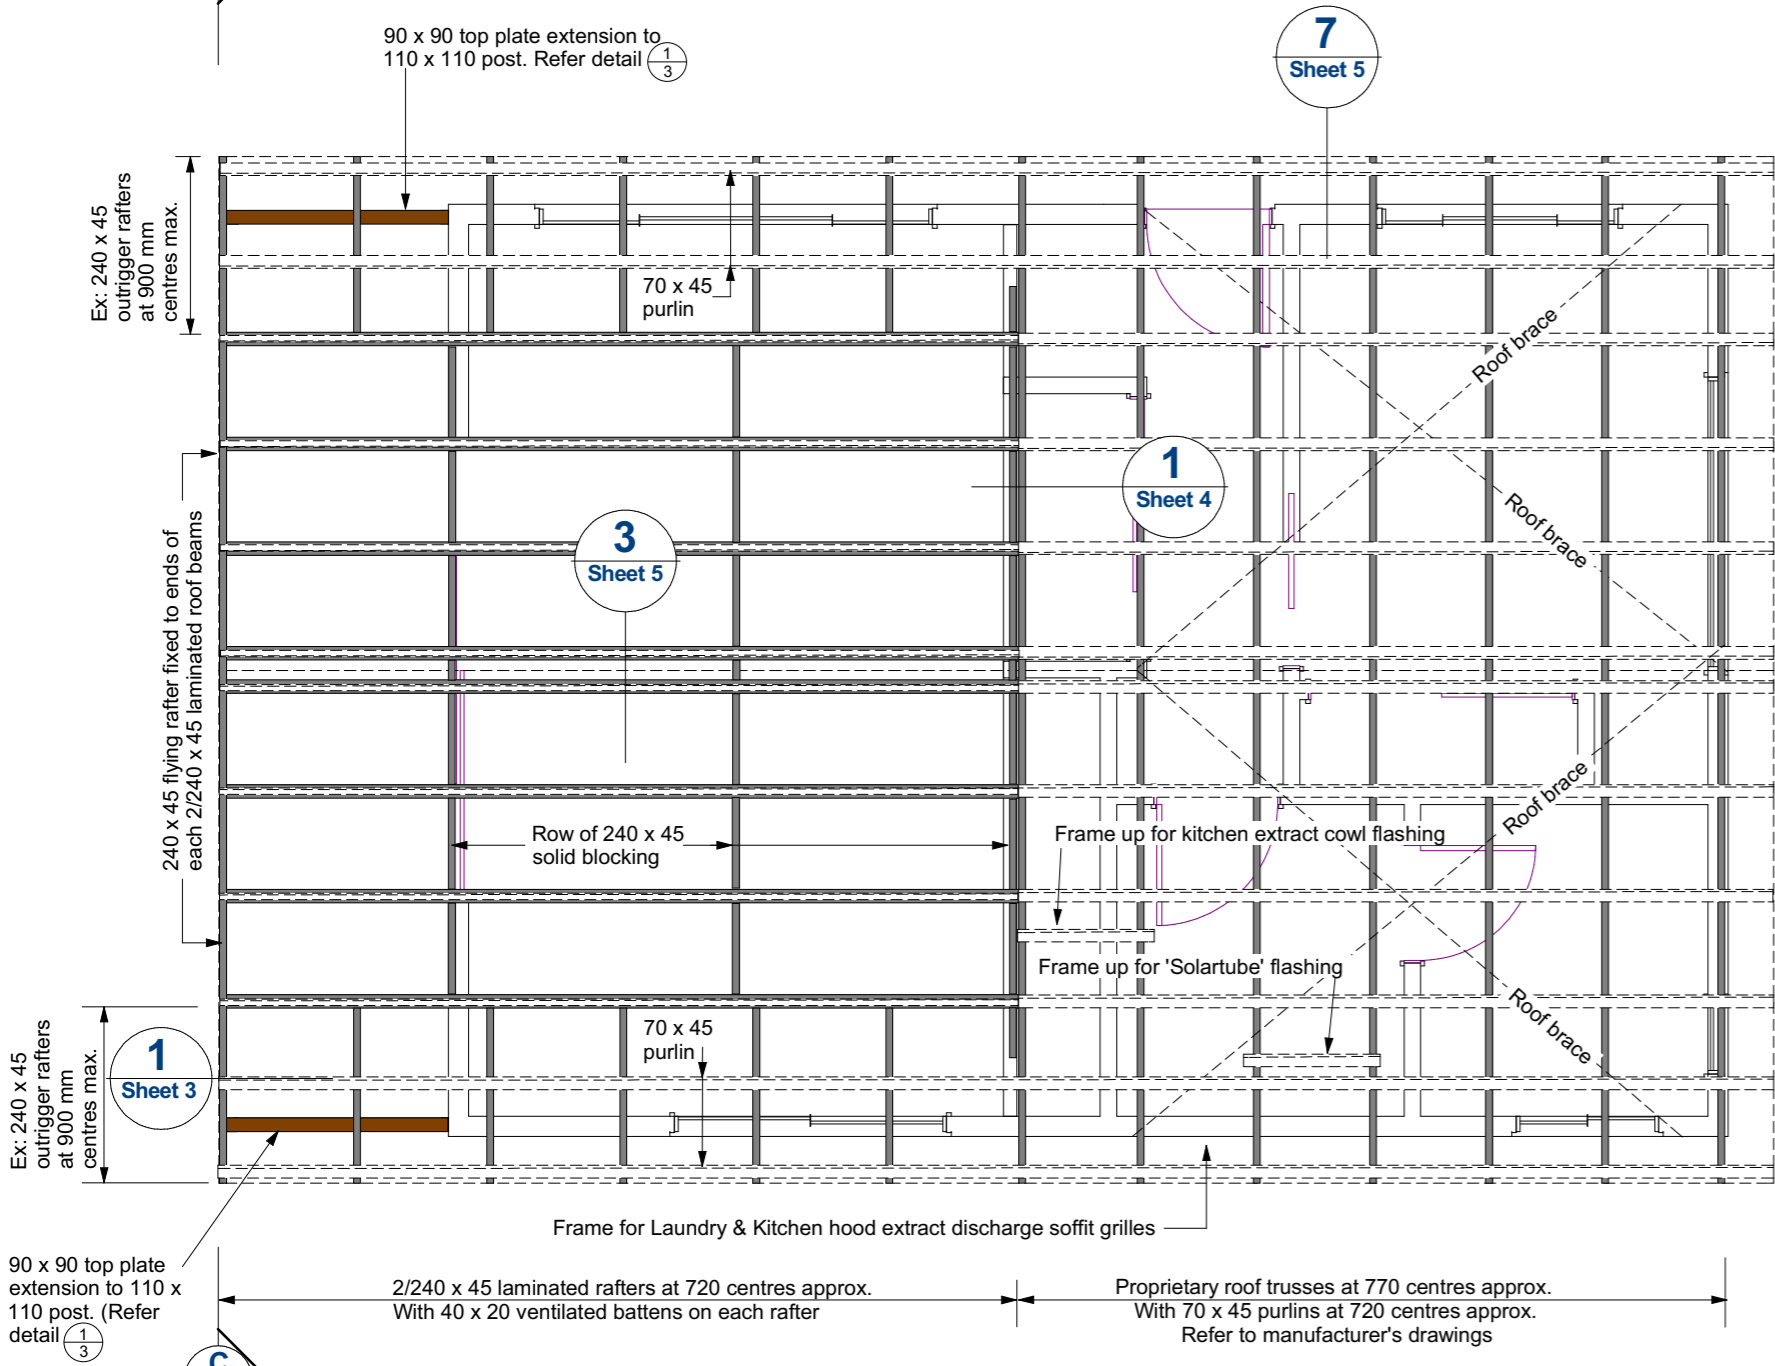 90 x 90 top plate extension to
110 x 110 post. Refer detail 1
3
7
Sheet 5
Ex: 240 x 45
outrigger rafters
at 900 mm
centres max.
70 x 45
purlin
Roof brace
1
Sheet 4
Roof brace
3
Sheet 5
240 x 45 flying rafter fixed to ends of
each 2/240 x 45 laminated roof beams
Roof brace
Row of 240 x 45
solid blocking
Frame up for kitchen extract cowl flashing
Frame up for 'Solartube' flashing
Roof brace
Ex: 240 x 45
outrigger rafters
at 900 mm
centres max.
1
Sheet 3
70 x 45
purlin
Frame for Laundry & Kitchen hood extract discharge soffit grilles
90 x 90 top plate
extension to 110 x
110 post. (Refer
detail 1
3
2/240 x 45 laminated rafters at 720 centres approx.
With 40 x 20 ventilated battens on each rafter
Proprietary roof trusses at 770 centres approx.
With 70 x 45 purlins at 720 centres approx.
Refer to manufacturer's drawings
C